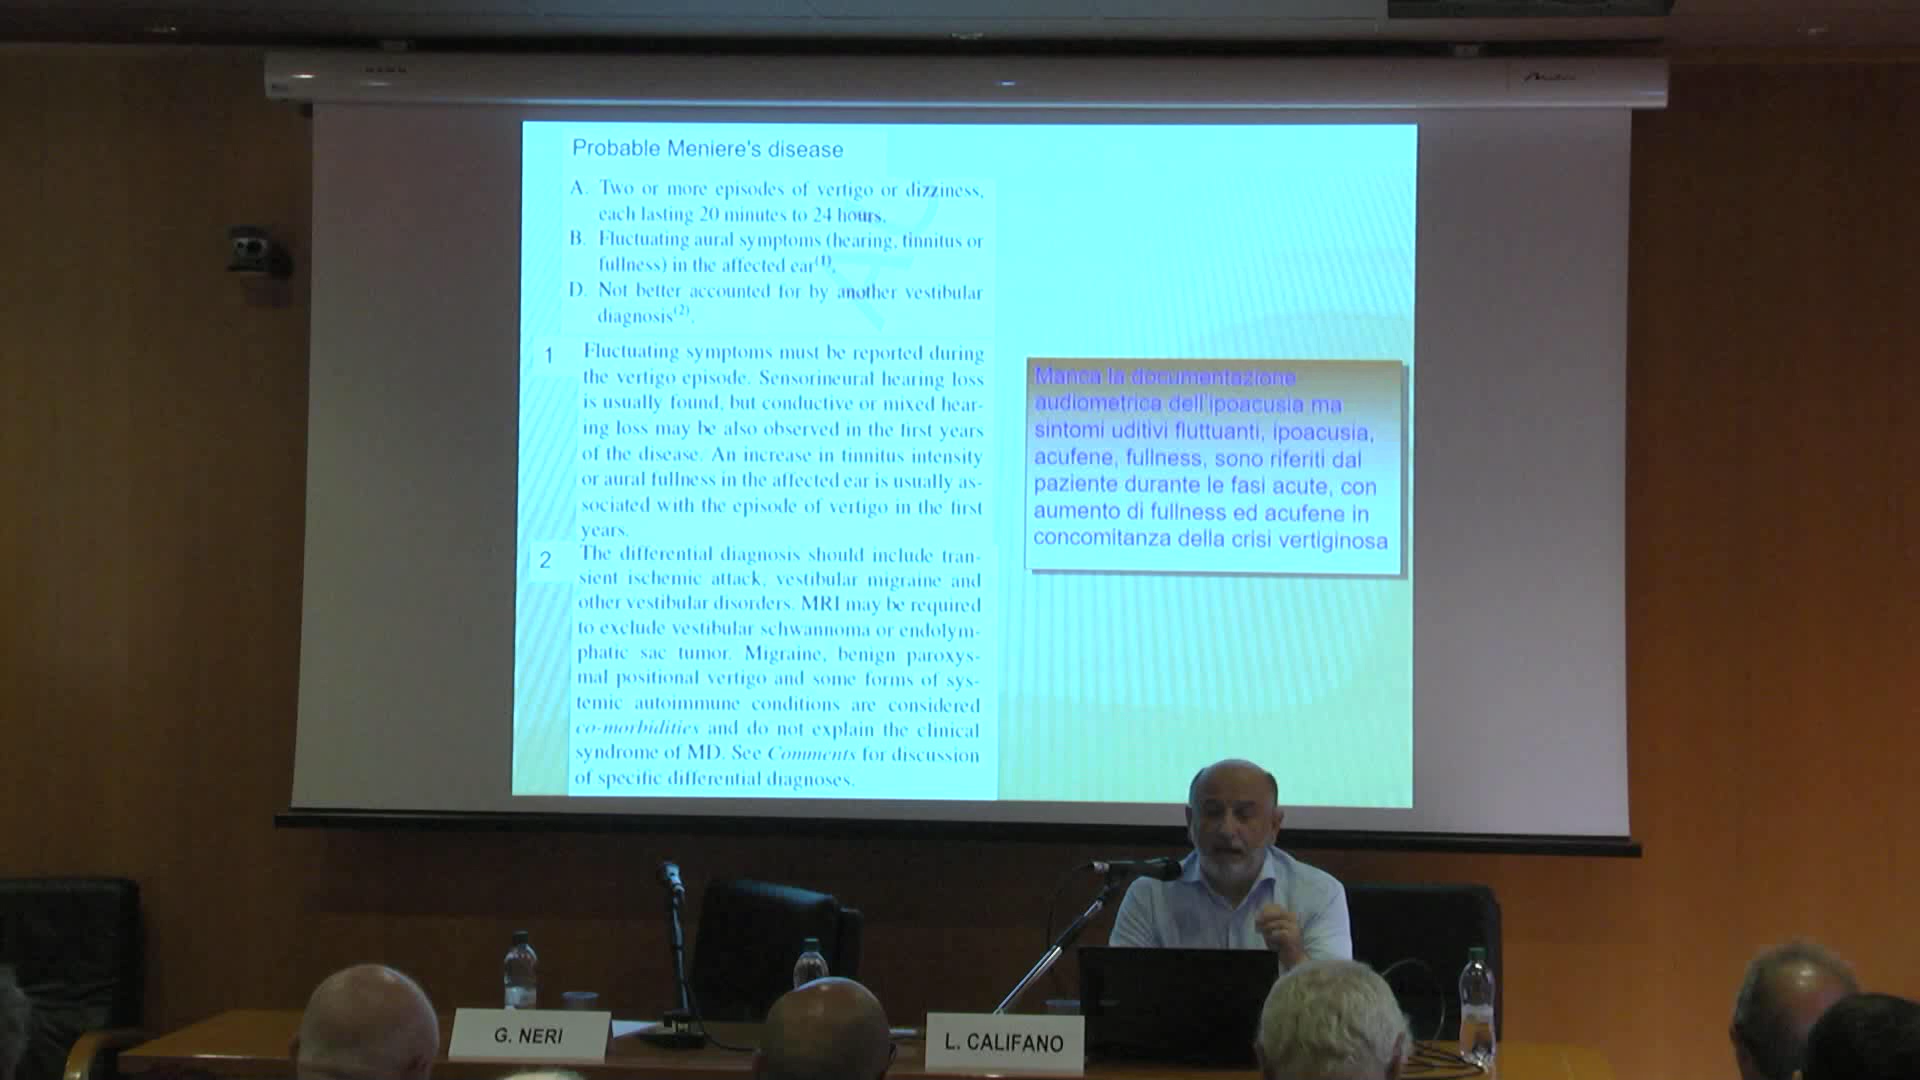 Probable Meniere's disease
A. Two or more episodes of vertigo or dizziness,
each lasting 20 minutes to 24 hours.
B. Fluctuating aural symptoms (hearing, tinnitus or
fullness) in the affected ear(1).
D. Not better accounted for by another vestibular
diagnosis(2).
1 Fluctuating symptoms must be reported during
the vertigo episode. Sensorineural hearing loss
is usually found, but conductive or mixed hear-
ing loss may be also observed in the first years
of the disease. An increase in tinnitus intensity
or aural fullness in the affected ear is usually as-
sociated with the episode of vertigo in the first
years.
2 The differential diagnosis should include tran-
sient ischemic attack, vestibular migraine and
other vestibular disorders. MRI may be required
to exclude vestibular schwannoma or endolym-
phatic sac tumor. Migraine, benign paroxys-
mal positional vertigo and some forms of sys-
temic autoimmune conditions are considered
co-morbidities and do not explain the clinical
syndrome of MD. See Comments for discussion
of specific differential diagnoses.
Manca la documentazione
audiometrica dell'ipoacusia ma
sintomi uditivi fluttuanti, ipoacusia,
acufene, fullness, sono riferiti dal
paziente durante le fasi acute, con
aumento di fullness ed acufene in
concomitanza della crisi vertiginosa
G. NERI
L. CALIFANO